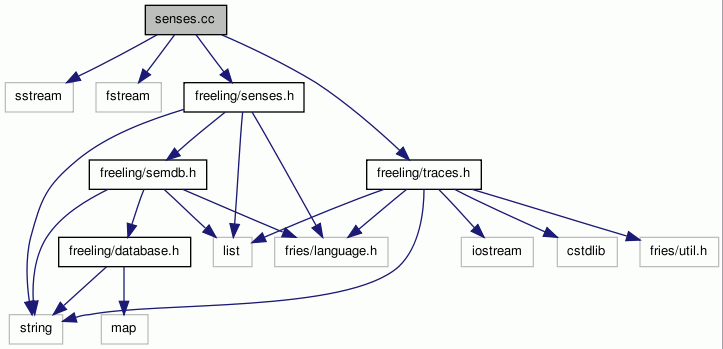 senses.cc
sstream
fstream
freeling/senses.h
freeling/semdb.h
freeling/traces.h
freeling/database.h
list
fries/language.h
iostream
cstdlib
fries/util.h
string
map